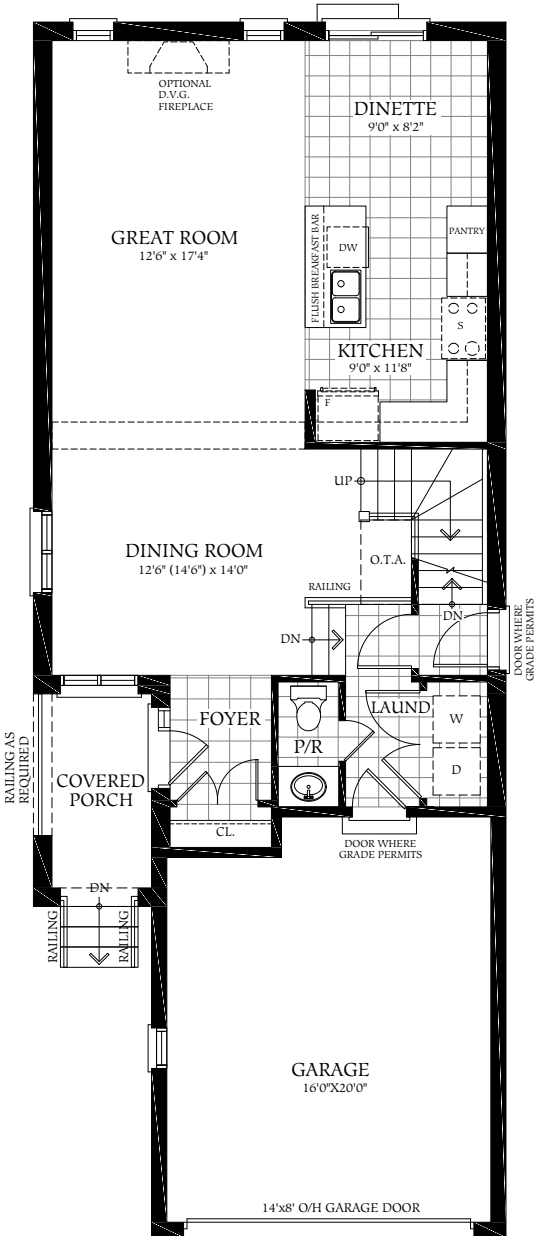 OPTIONAL
D.V.G.
FIREPLACE
DINETTE
9'0" x 8'2"
GREAT ROOM
12'6" x 17'4"
FLUSH BREAKFAST BAR
DW
PANTRY
S
KITCHEN
9'0" x 11'8"
F
UP
DINING ROOM
12'6" (14'6") x 14'0"
O.T.A.
RAILING
DN
DN
DOOR WHERE
GRADE PERMITS
FOYER
P/R
LAUND
W
D
RAILING AS
REQUIRED
COVERED
PORCH
CL.
DOOR WHERE
GRADE PERMITS
DN
RAILING
RAILING
GARAGE
16'0"X20'0"
14'x8' O/H GARAGE DOOR